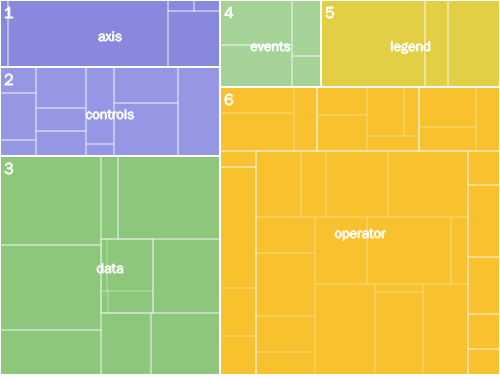 1
axis
2
controls
3
data
4
events
5
legend
6
operator